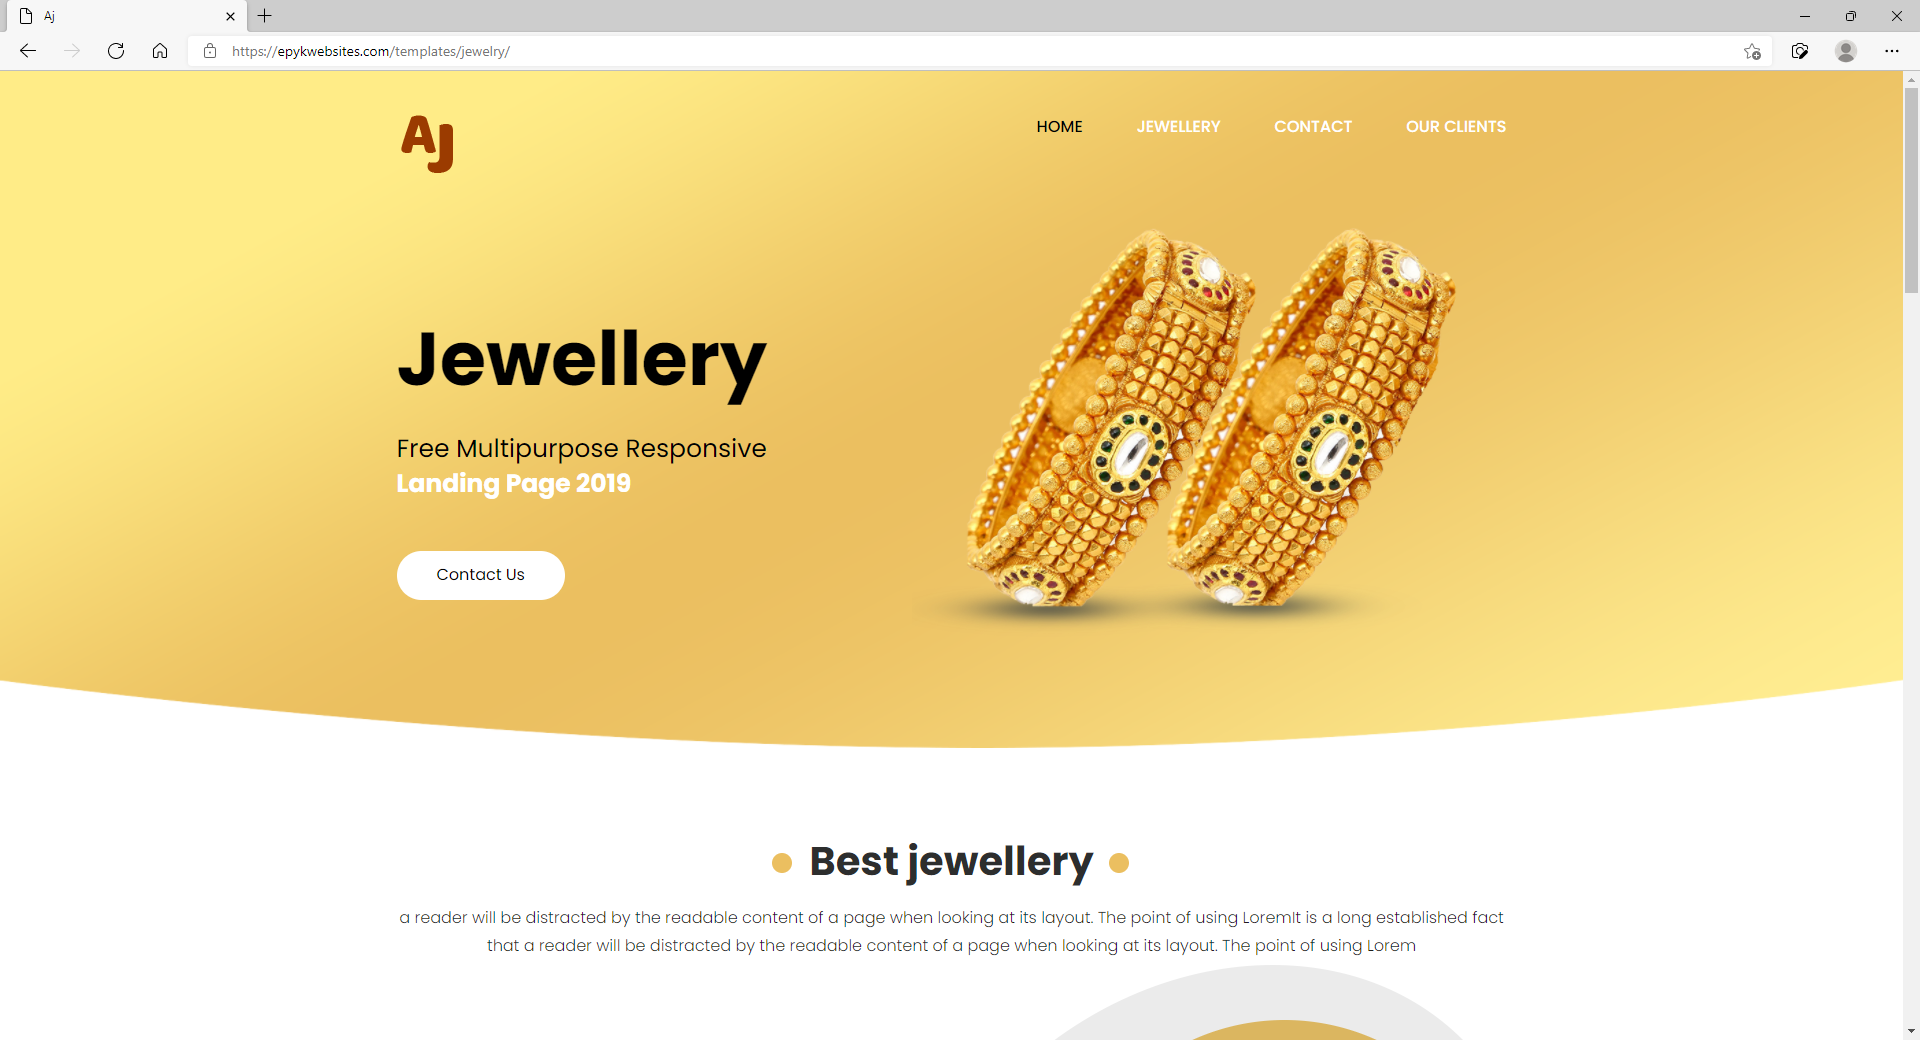 Aj
https://epykwebsites.com/templates/jewelry/
AJ
HOME JEWELLERY CONTACT OUR CLIENTS
Jewellery
Free Multipurpose Responsive
Landing Page 2019
Contact Us
Best jewellery
a reader will be distracted by the readable content of a page when looking at its layout. The point of using LoremIt is a long established fact
that a reader will be distracted by the readable content of a page when looking at its layout. The point of using Lorem